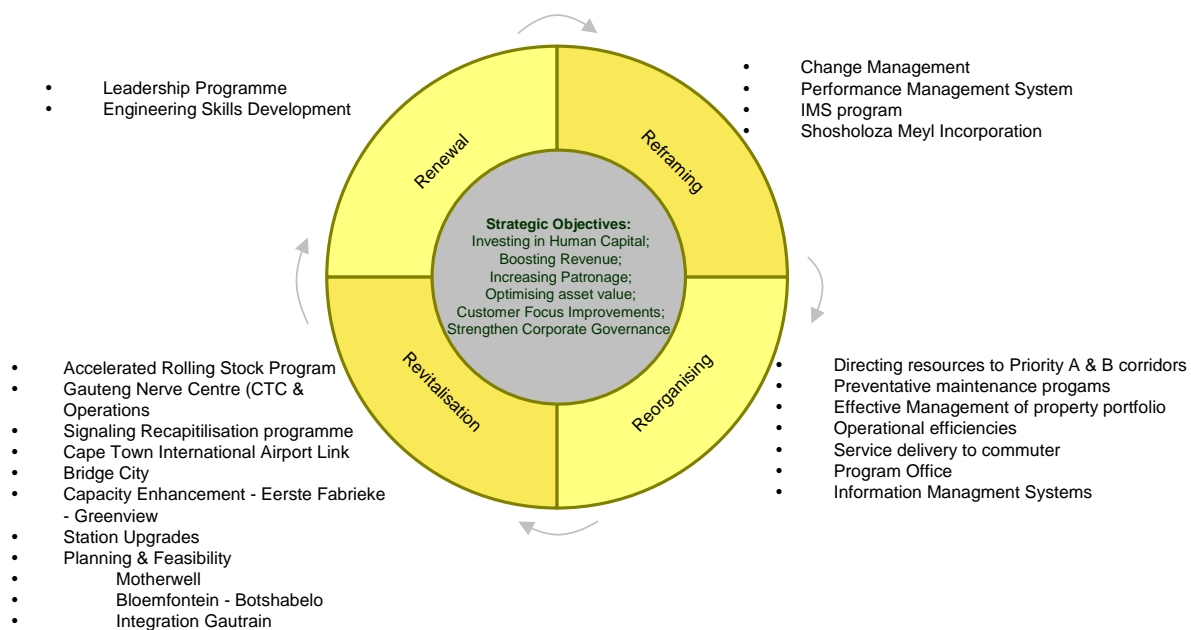 • Leadership Programme
• Engineering Skills Development
• Change Management
• Performance Management System
• IMS program
• Shosholoza Meyl Incorporation
Renewal
Reframing
Strategic Objectives:
Investing in Human Capital;
Boosting Revenue;
Increasing Patronage;
Optimising asset value;
Customer Focus Improvements;
Strengthen Corporate Governance
Revitalisation
Reorganising
• Accelerated Rolling Stock Program
• Gauteng Nerve Centre (CTC &
Operations
• Signaling Recapitilisation programme
• Cape Town International Airport Link
• Bridge City
• Capacity Enhancement - Eerste Fabrieke
- Greenview
• Station Upgrades
• Planning & Feasibility
• Motherwell
• Bloemfontein - Botshabelo
• Integration Gautrain
• Directing resources to Priority A & B corridors
• Preventative maintenance progams
• Effective Management of property portfolio
• Operational efficiencies
• Service delivery to commuter
• Program Office
• Information Managment Systems